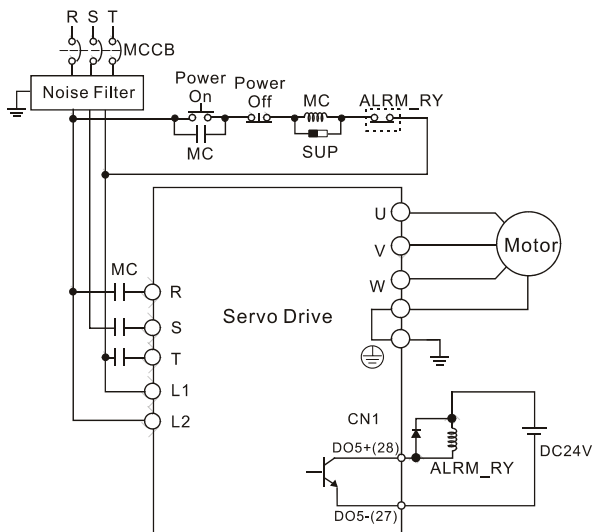 R S T
MCCB
Noise Filter
Power On
Power Off
MC
ALRM_RY
MC
SUP
U
V
W
Motor
MC
R
S
T
L1
L2
Servo Drive
CN1
DO5+(28)
ALRM_RY
DC24V
DO5-(27)